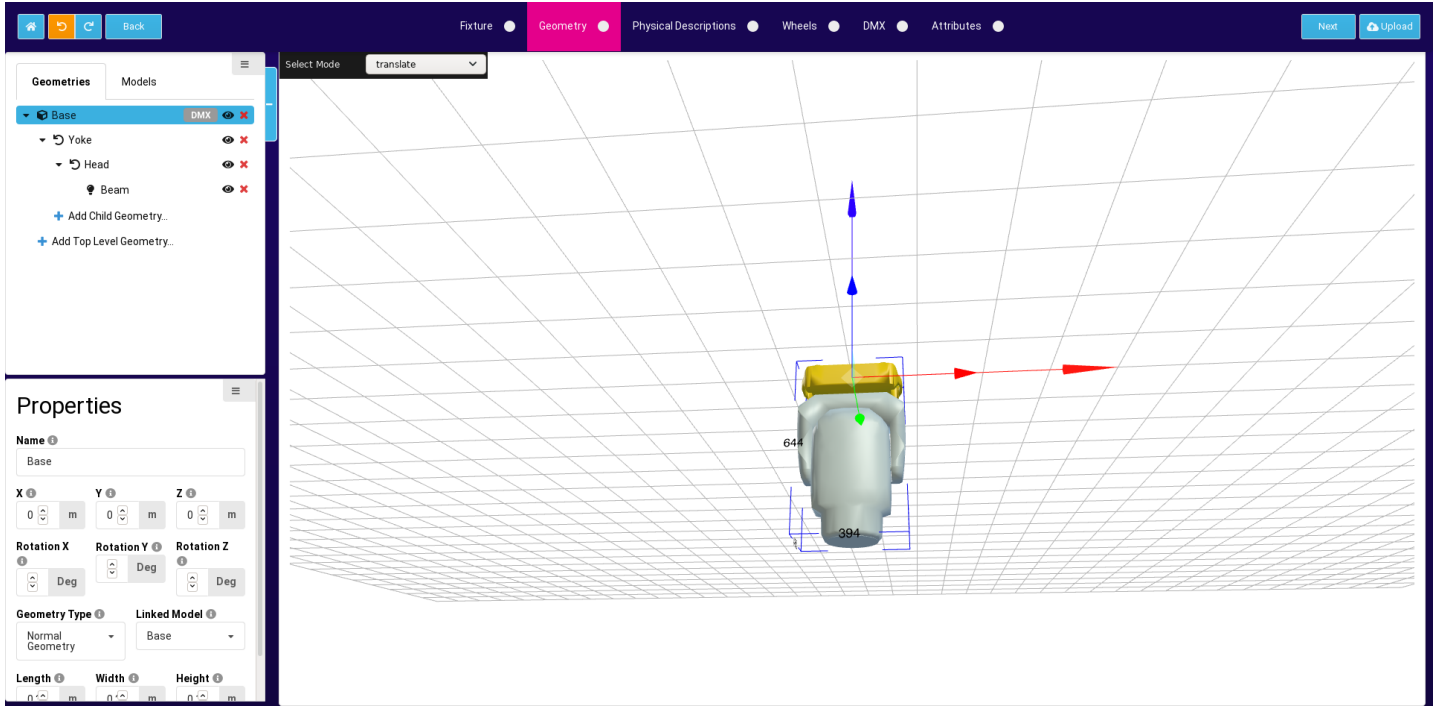 Back
Fixture
Geometry
Physical Descriptions
Wheels
DMX
Attributes
Next
Upload
Geometries
Models
Base
DMX
Yoke
Head
Beam
Add Child Geometry...
Add Top Level Geometry...
Select Mode
translate
644
394
Properties
Name
Base
X Y Z
0 m 0 m 0 m
Rotation X Rotation Y Rotation Z
Deg Deg Deg
Geometry Type Linked Model
Normal Geometry
Base
Length Width Height
m m m